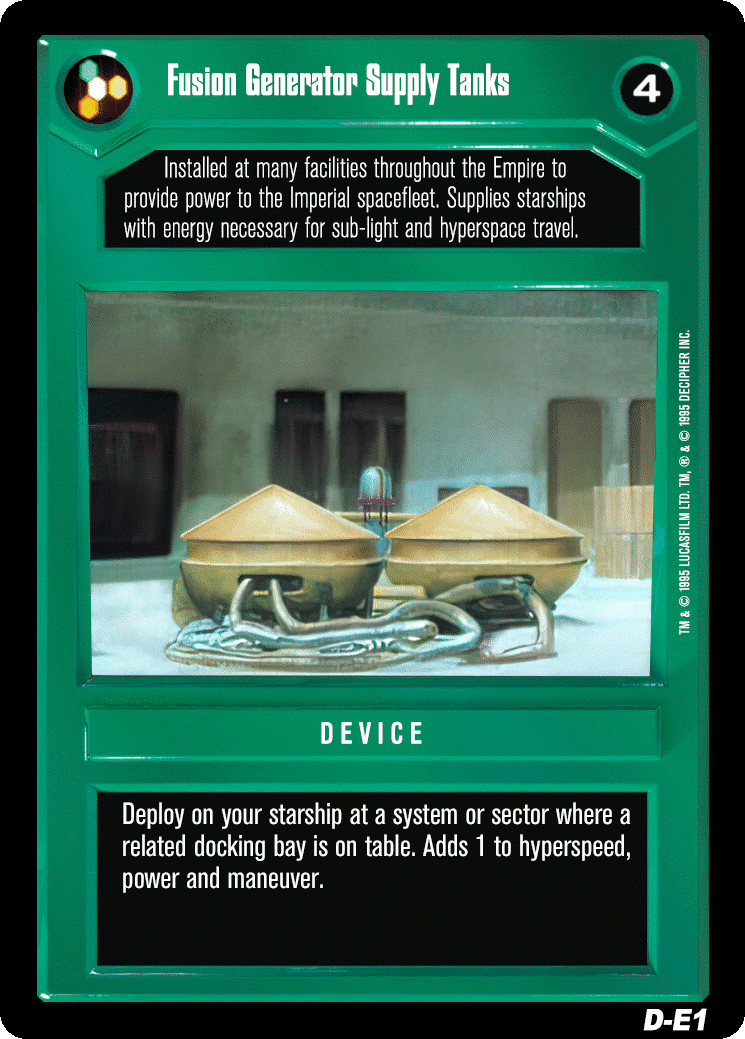 Fusion Generator Supply Tanks
4
Installed at many facilities throughout the Empire to
provide power to the Imperial spacefleet. Supplies starships
with energy necessary for sub-light and hyperspace travel.
TM & © 1995 LUCASFILM LTD. TM, ® & © 1995 DECIPHER INC.
DEVICE
Deploy on your starship at a system or sector where a
related docking bay is on table. Adds 1 to hyperspeed,
power and maneuver.
D-E1